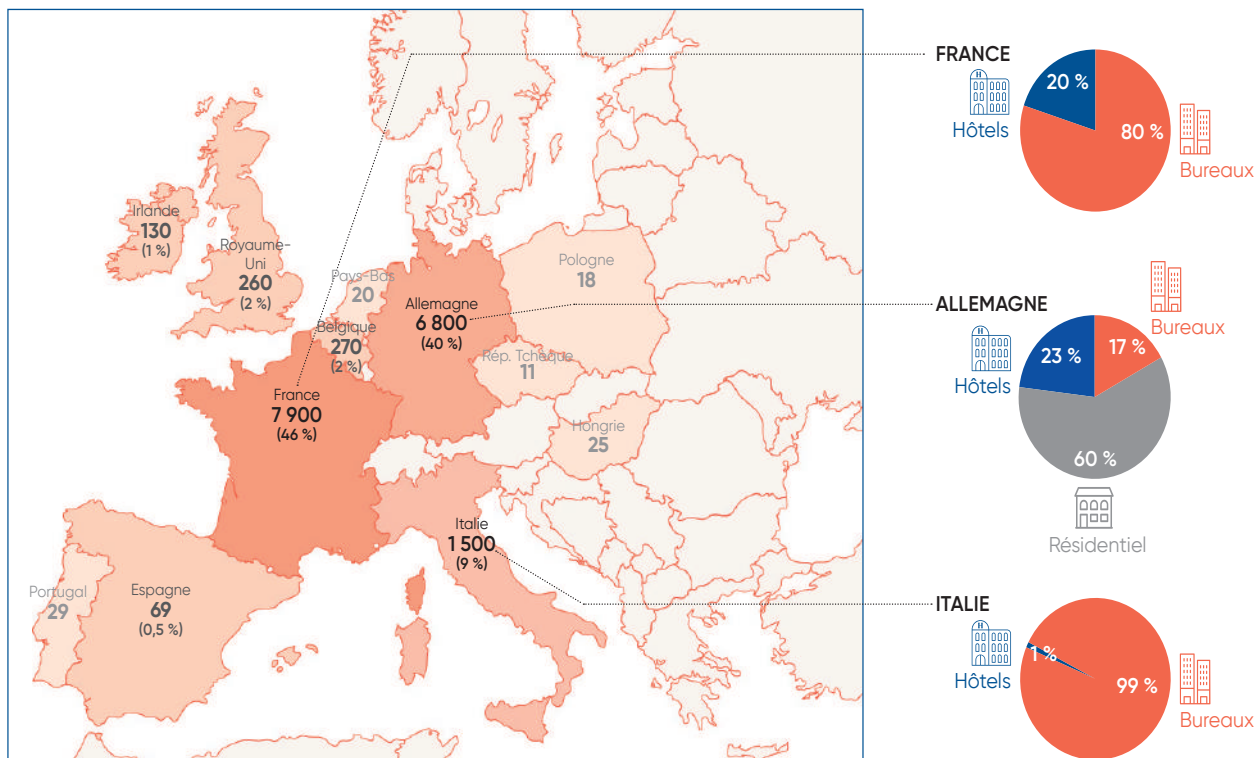 Irlande
130
(1 %)
Royaume-
Uni
260
(2 %)
Pays-Bas
20
Belgique
270
(2 %)
Allemagne
6 800
(40 %)
Pologne
18
Rép. Tchèque
11
Hongrie
25
France
7 900
(46 %)
Italie
1 500
(9 %)
Portugal
29
Espagne
69
(0,5 %)
FRANCE
H
Hôtels
20 %
80 %
Bureaux
ALLEMAGNE
H
Hôtels
23 %
17 %
Bureaux
60 %
Résidentiel
ITALIE
H
Hôtels
1 %
99 %
Bureaux